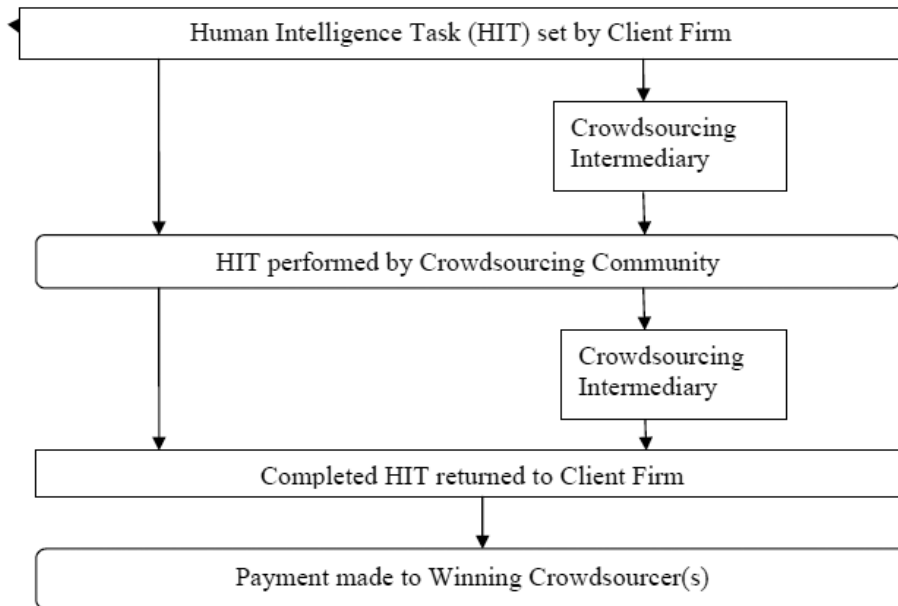 Human Intelligence Task (HIT) set by Client Firm
Crowdsourcing
Intermediary
HIT performed by Crowdsourcing Community
Crowdsourcing
Intermediary
Completed HIT returned to Client Firm
Payment made to Winning Crowdsourcer(s)